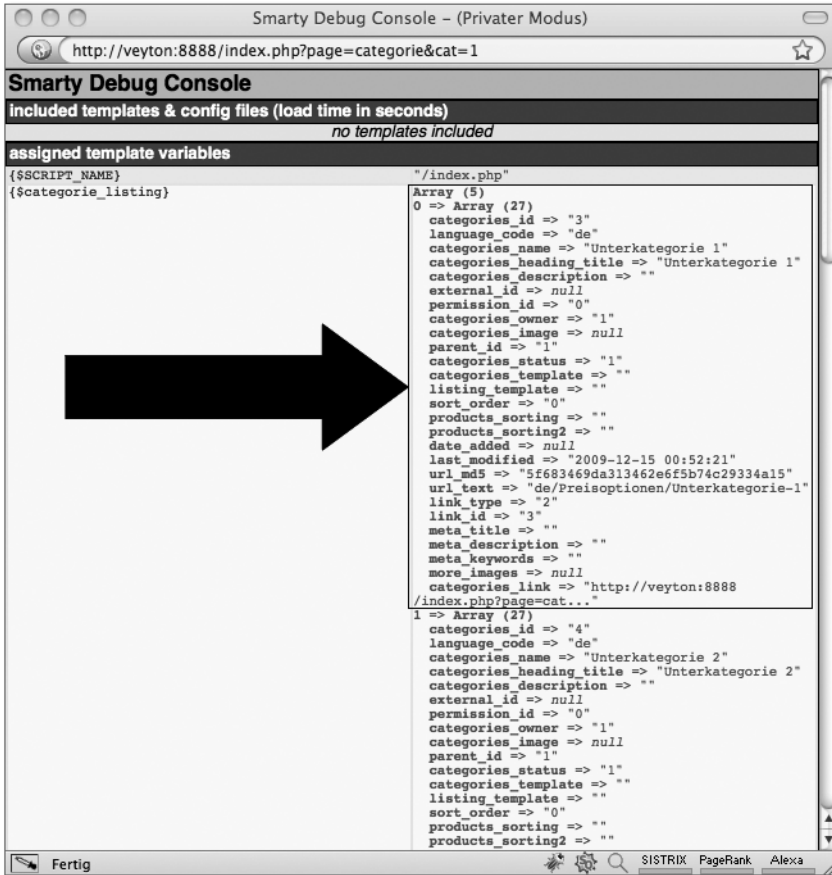 Smarty Debug Console – (Privater Modus)
http://veyton:8888/index.php?page=categorie&cat=1
Smarty Debug Console
included templates & config files (load time in seconds)
no templates included
assigned template variables
{$SCRIPT_NAME} "/index.php"
{$categorie_listing} Array (5)
0 => Array (27)
categories_id => "3"
language_code => "de"
categories_name => "Unterkategorie 1"
categories_heading_title => "Unterkategorie 1"
categories_description => ""
external_id => null
permission_id => "0"
categories_owner => "1"
categories_image => null
parent_id => "1"
categories_status => "1"
categories_template => ""
listing_template => ""
sort_order => "0"
products_sorting => ""
products_sorting2 => ""
date_added => null
last_modified => "2009-12-15 00:52:21"
url_md5 => "5f683469da313462e6f5b74c29334a15"
url_text => "de/Preisoptionen/Unterkategorie-1"
link_type => "2"
link_id => "3"
meta_title => ""
meta_description => ""
meta_keywords => ""
more_images => null
categories_link => "http://veyton:8888
/index.php?page=cat..."
1 => Array (27)
categories_id => "4"
language_code => "de"
categories_name => "Unterkategorie 2"
categories_heading_title => "Unterkategorie 2"
categories_description => ""
external_id => null
permission_id => "0"
categories_owner => "1"
categories_image => null
parent_id => "1"
categories_status => "1"
categories_template => ""
listing_template => ""
sort_order => "0"
products_sorting => ""
products_sorting2 => ""
Fertig SISTRIX PageRank Alexa